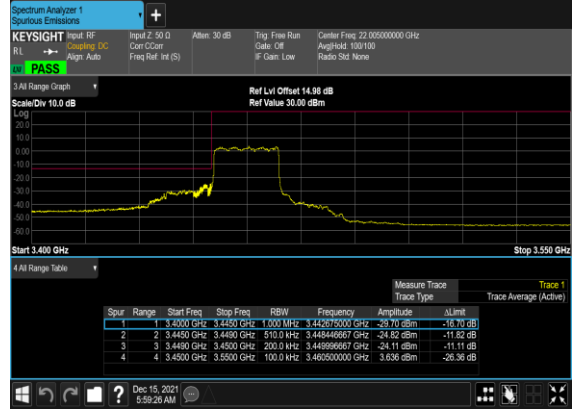 Spectrum Analyzer 1
Spurious Emissions
+
KEYSIGHT Input: RF Input Z: 50 Ω Atten: 30 dB Trig: Free Run Center Freq: 22.005000000 GHz
RL Coupling: DC Corr CCorr Gate: Off Avg|Hold: 100/100
Align: Auto Freq Ref: Int (S) IF Gain: Low Radio Std: None
PASS
3 All Range Graph
Ref Lvl Offset 14.98 dB
Scale/Div 10.0 dB Ref Value 30.00 dBm
Log
20.0
10.0
0.00
-10.0
-20.0
-30.0
-40.0
-50.0
-60.0
Start 3.400 GHz Stop 3.550 GHz
4 All Range Table
Measure Trace Trace 1
Trace Type Trace Average (Active)
Spur Range Start Freq Stop Freq RBW Frequency Amplitude ΔLimit
1 1 3.4000 GHz 3.4450 GHz 1.000 MHz 3.442675000 GHz -29.70 dBm -16.70 dB
2 2 3.4450 GHz 3.4490 GHz 510.0 kHz 3.448446667 GHz -24.82 dBm -11.82 dB
3 3 3.4490 GHz 3.4500 GHz 200.0 kHz 3.449996667 GHz -24.11 dBm -11.11 dB
4 4 3.4500 GHz 3.5500 GHz 100.0 kHz 3.460500000 GHz 3.636 dBm -26.36 dB
? Dec 15, 2021
5:59:26 AM